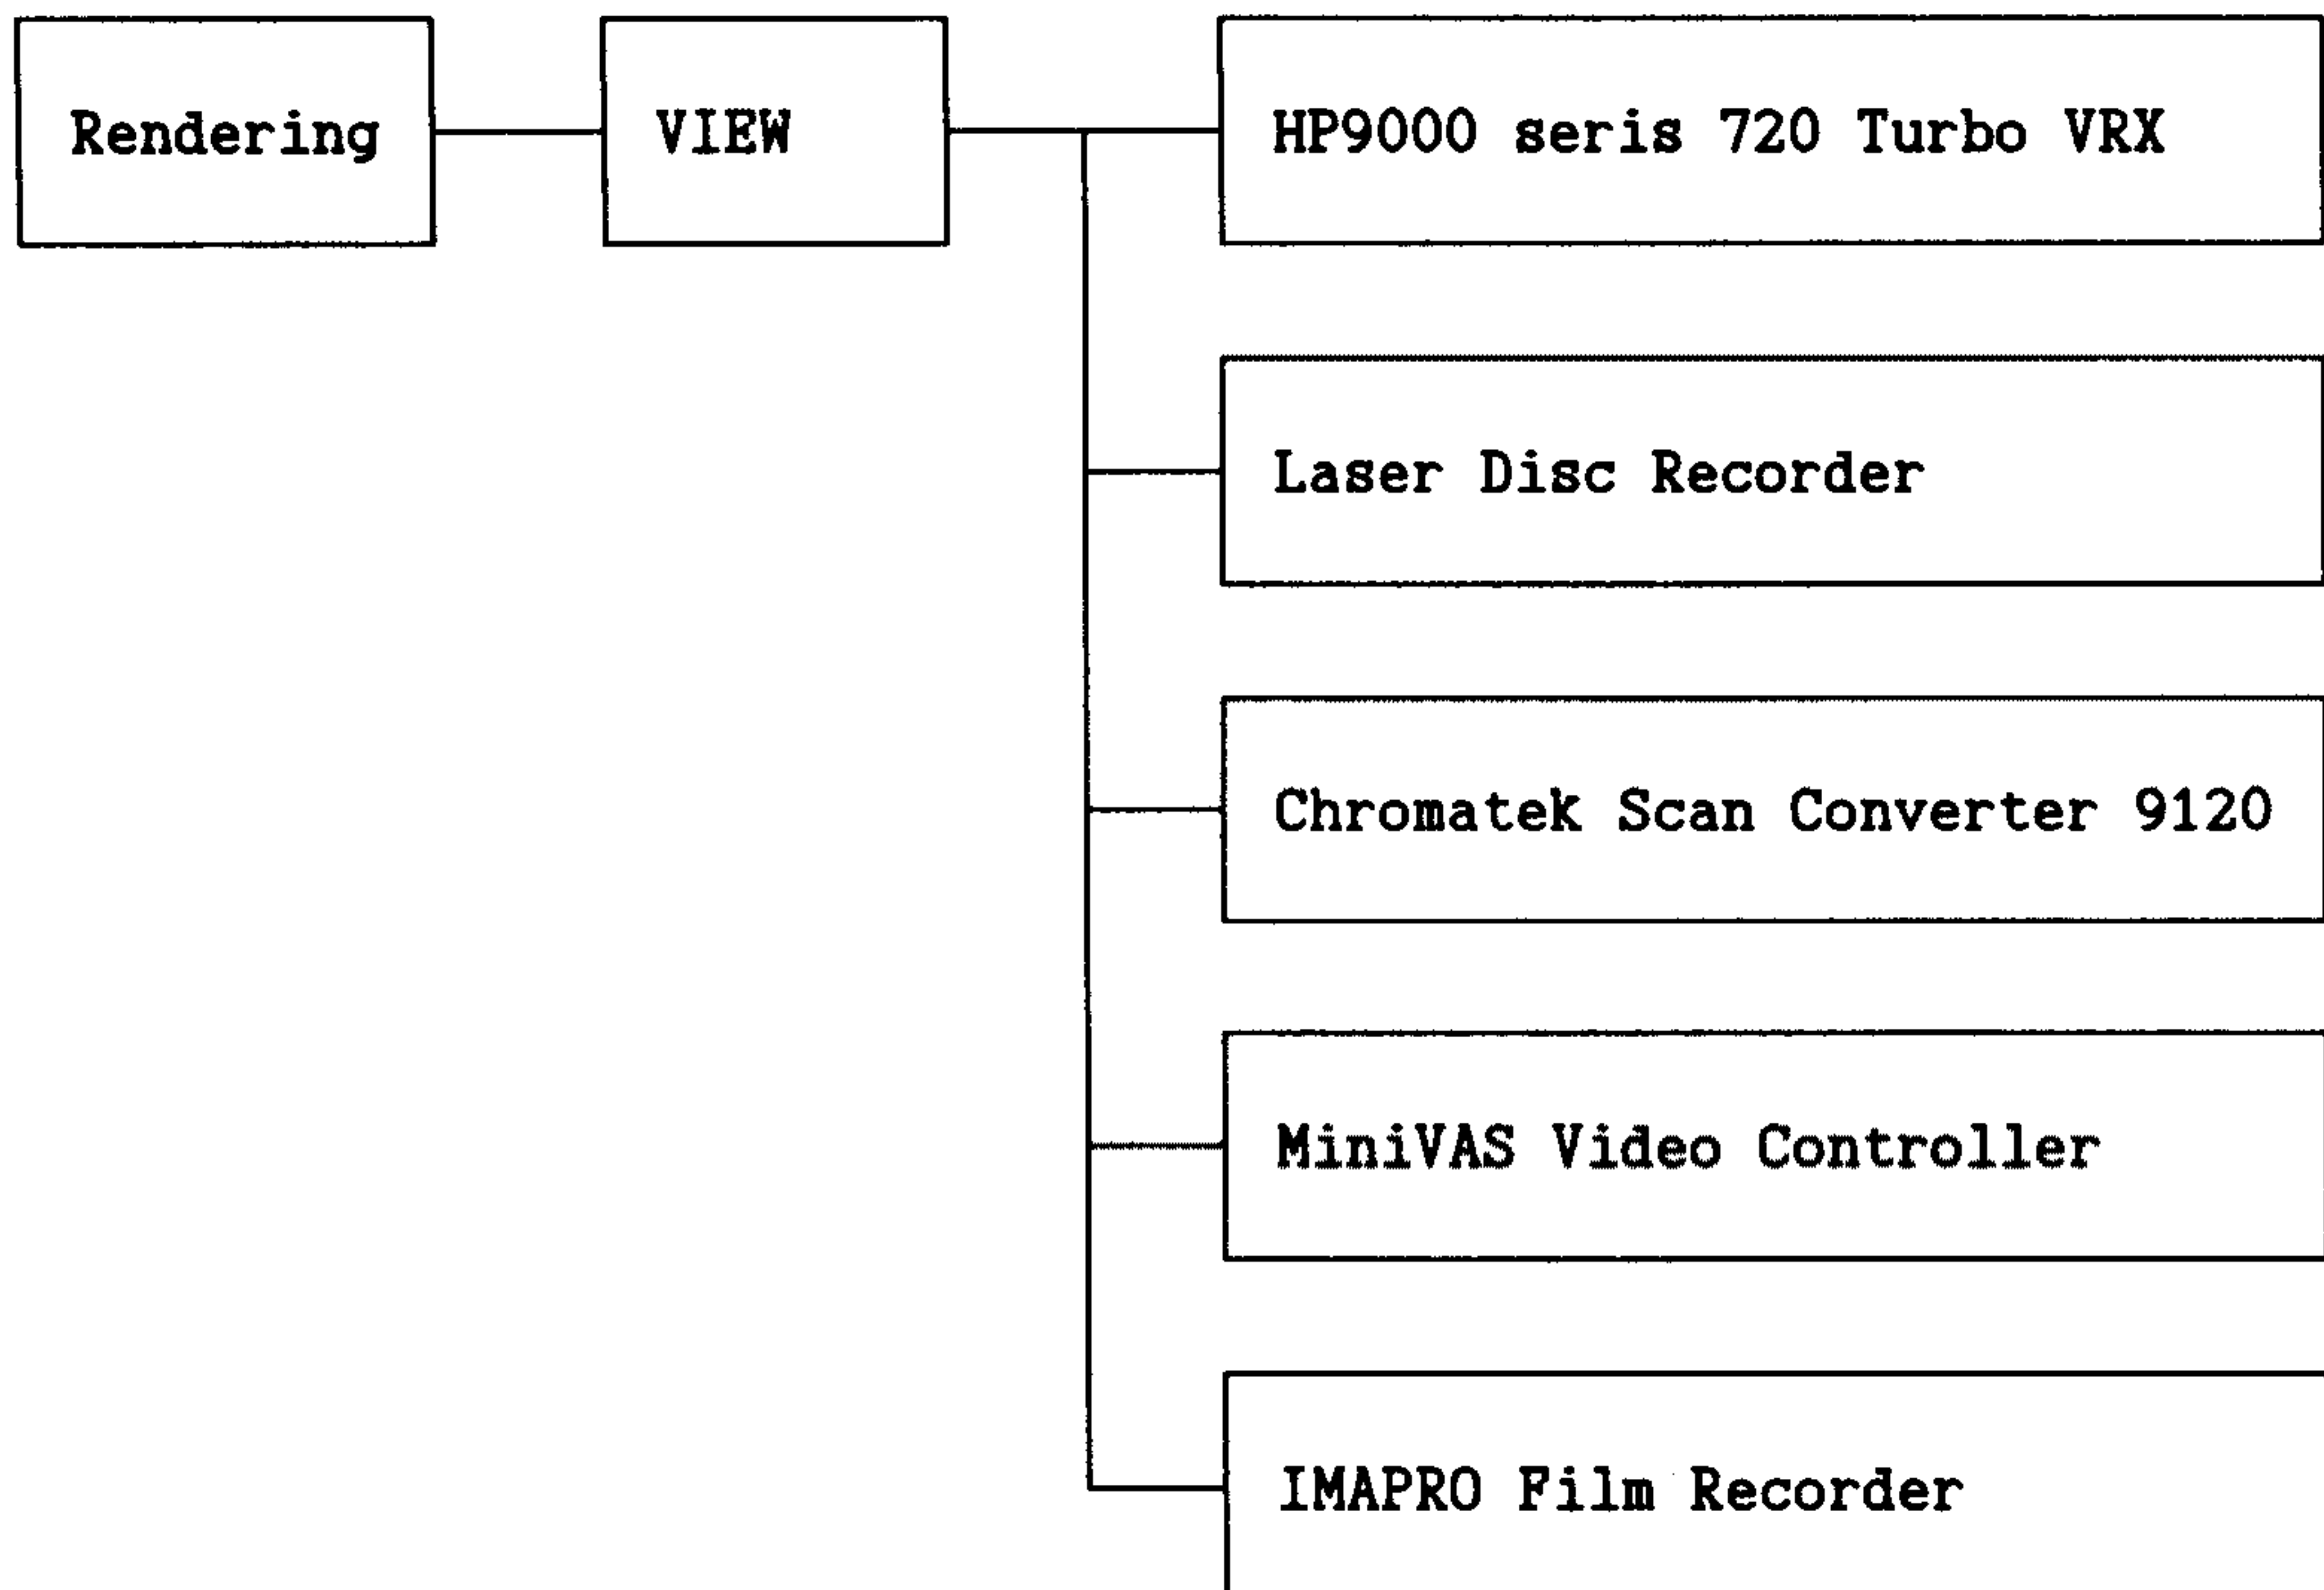 Rendering
VIEW
HP9000 seris 720 Turbo VRX
Laser Disc Recorder
Chromatek Scan Converter 9120
MiniVAS Video Controller
IMAPRO Film Recorder